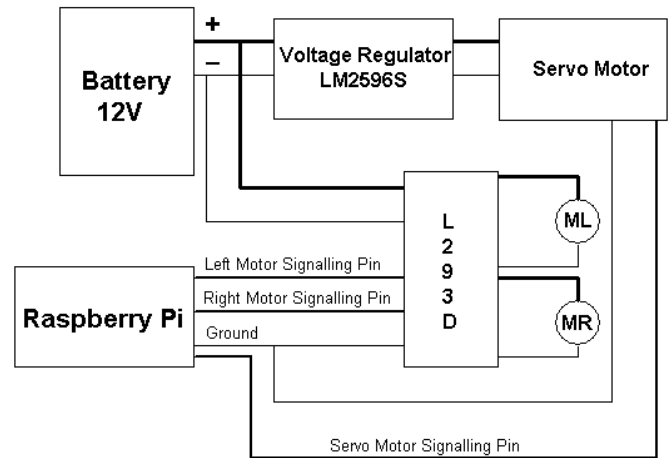 +
–
Battery
12V
Voltage Regulator
LM2596S
Servo Motor
L
2
9
3
D
ML
MR
Left Motor Signalling Pin
Right Motor Signalling Pin
Ground
Raspberry Pi
Servo Motor Signalling Pin